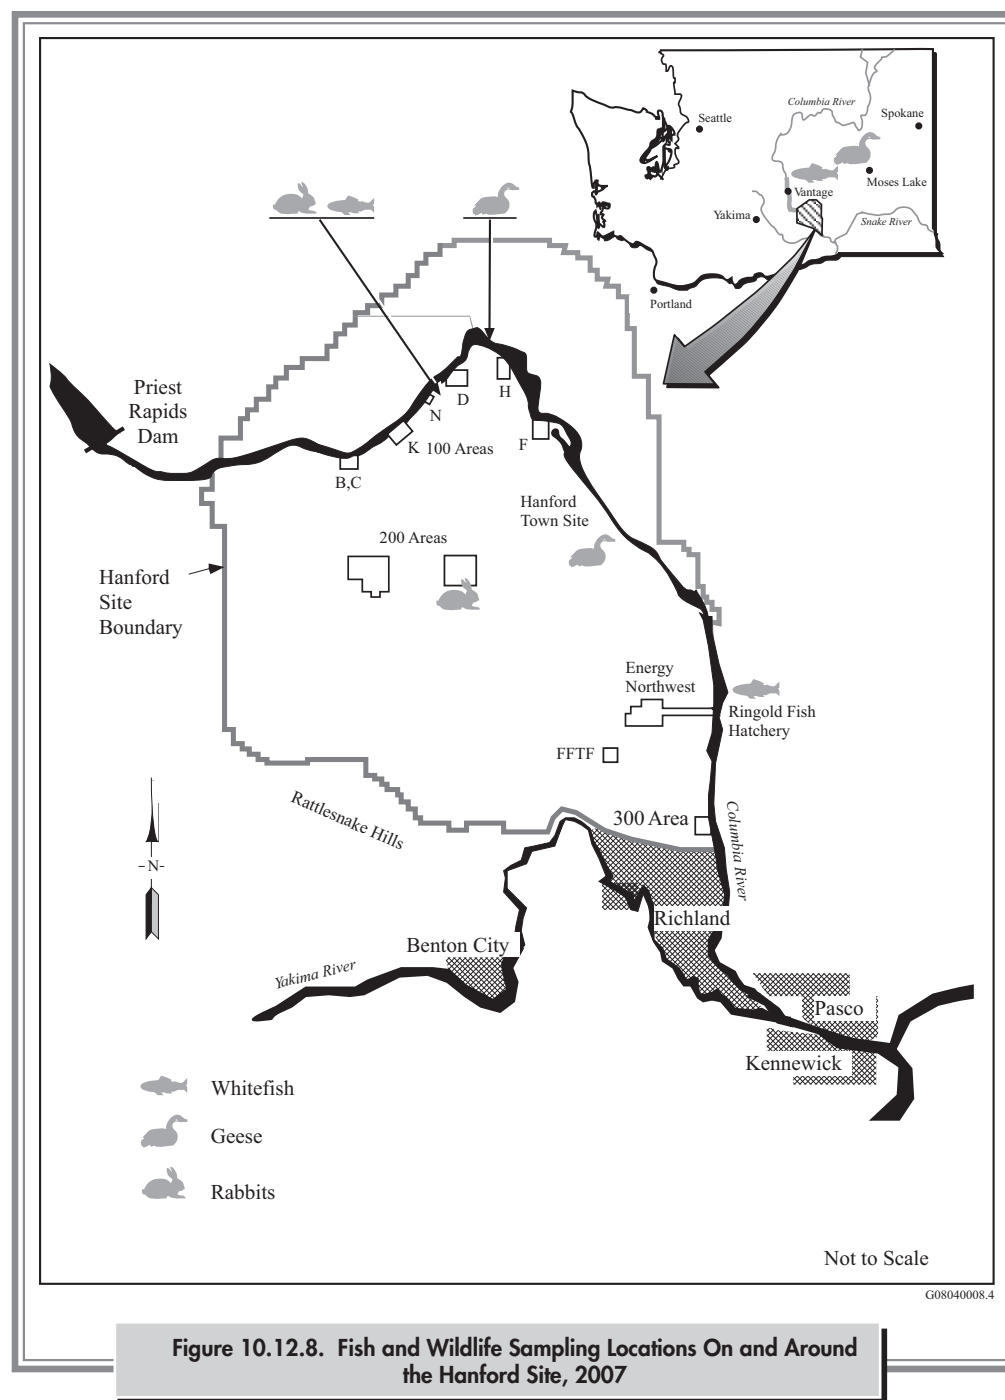 Columbia River
Seattle
Spokane
Moses Lake
Vantage
Yakima
Snake River
Portland
Priest
Rapids
Dam
D
H
N
K
100 Areas
F
B,C
Hanford
Town Site
200 Areas
Hanford
Site
Boundary
Energy
Northwest
Ringold Fish
Hatchery
FFTF
Rattlesnake Hills
300 Area
Columbia River
-N-
Richland
Benton City
Yakima River
Pasco
Kennewick
Whitefish
Geese
Rabbits
Not to Scale
G08040008.4
Figure 10.12.8. Fish and Wildlife Sampling Locations On and Around
the Hanford Site, 2007